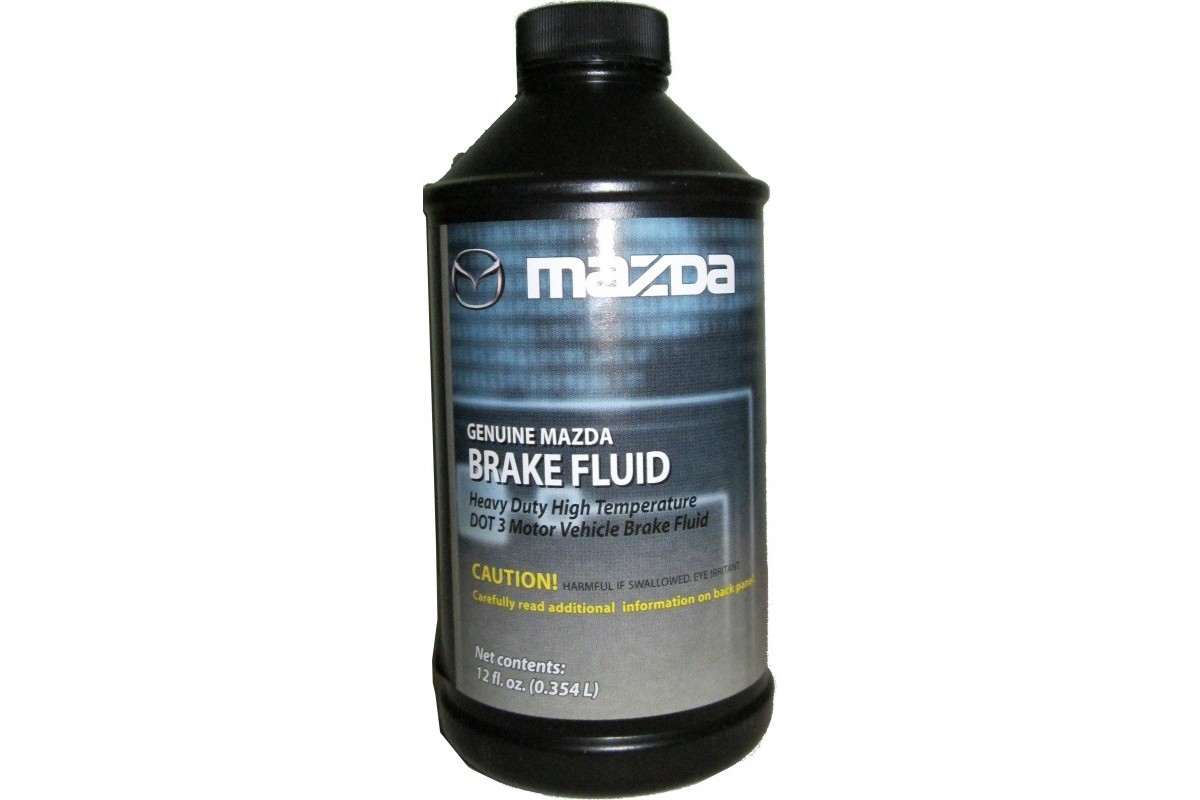 mazda
GENUINE MAZDA
BRAKE FLUID
Heavy Duty High Temperature
DOT 3 Motor Vehicle Brake Fluid
CAUTION! HARMFUL IF SWALLOWED. EYE IRRITANT
Carefully read additional information on back panel
Net contents:
12 fl. oz. (0.354 L)